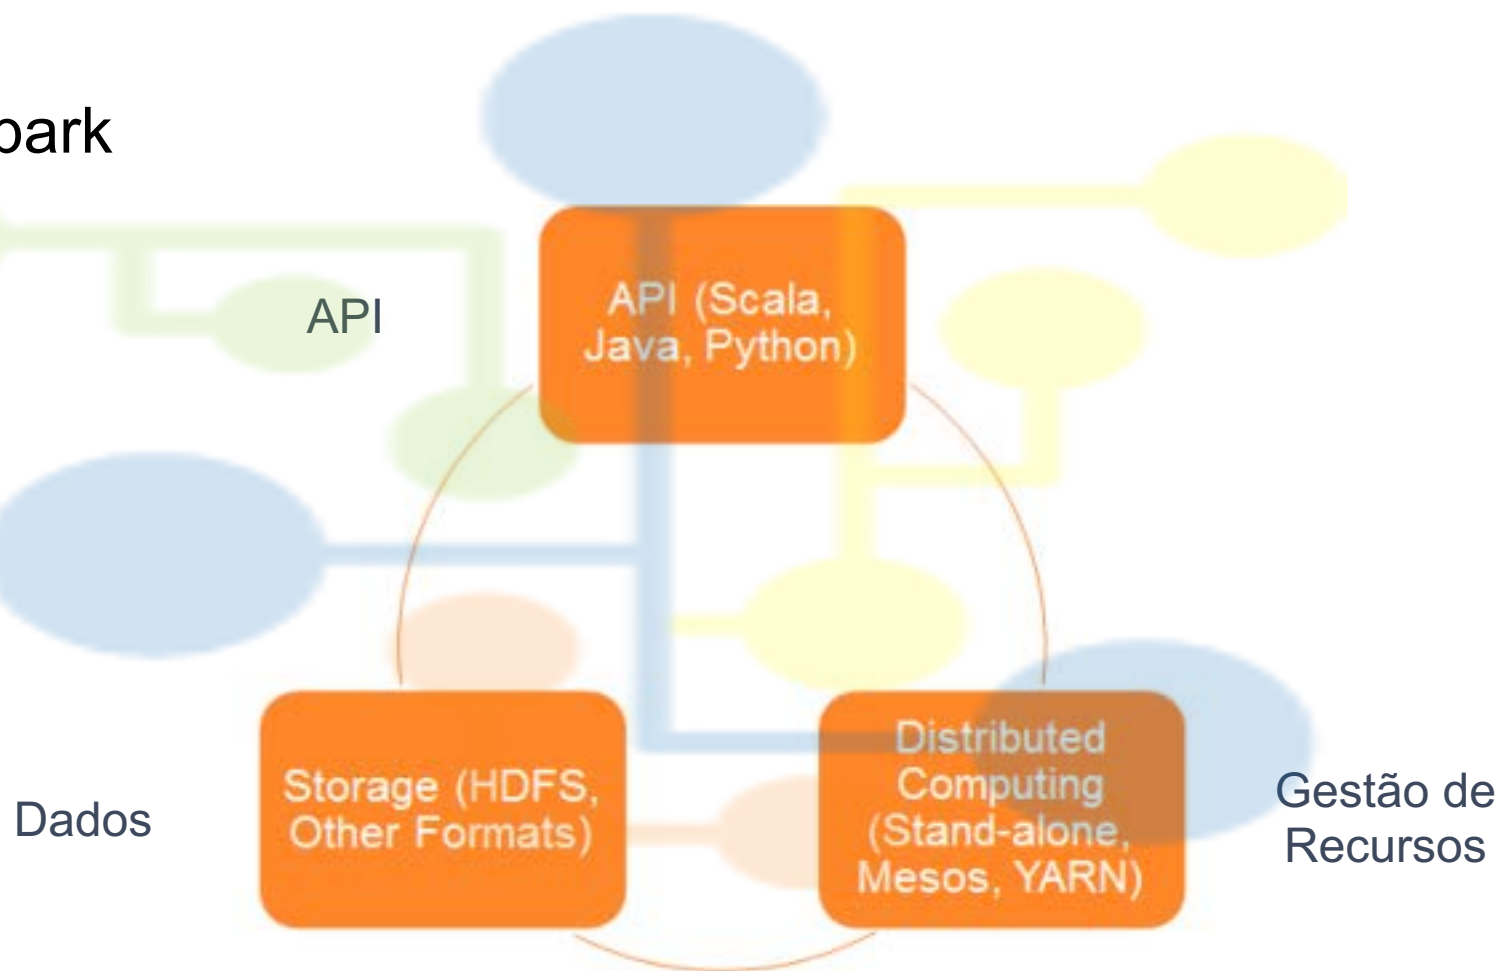 park
API
API (Scala,
Java, Python)
Dados
Storage (HDFS,
Other Formats)
Distributed
Computing
(Stand-alone,
Mesos, YARN)
Gestão de
Recursos